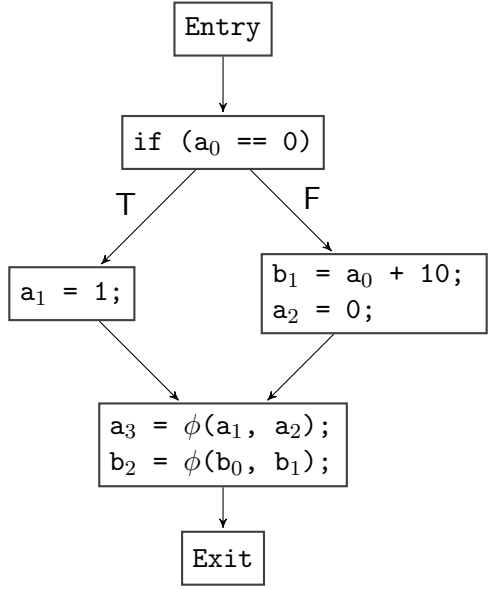 Entry
if (a₀ == 0)
T
F
a₁ = 1;
b₁ = a₀ + 10;
a₂ = 0;
a₃ = ϕ(a₁, a₂);
b₂ = ϕ(b₀, b₁);
Exit